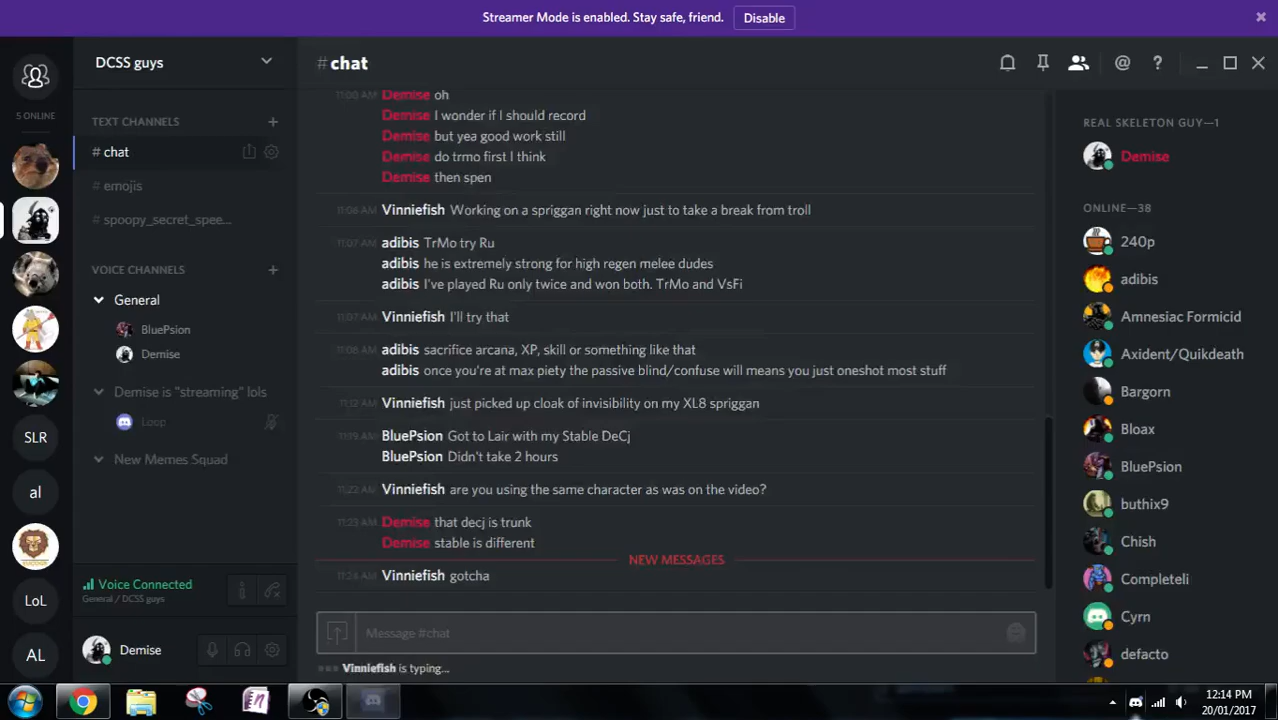 Streamer Mode is enabled. Stay safe, friend.
Disable
5 ONLINE
SLR
al
LoL
AL
DCSS guys
TEXT CHANNELS
# chat
# emojis
# spoopy_secret_spee...
VOICE CHANNELS
General
BluePsion
Demise
Demise is "streaming" lols
Loop
New Memes Squad
Voice Connected
General / DCSS guys
Demise
#chat
11:00 AM Demise oh
Demise I wonder if I should record
Demise but yea good work still
Demise do trmo first I think
Demise then spen
11:06 AM Vinniefish Working on a spriggan right now just to take a break from troll
11:07 AM adibis TrMo try Ru
adibis he is extremely strong for high regen melee dudes
adibis I've played Ru only twice and won both. TrMo and VsFi
11:07 AM Vinniefish I'll try that
11:08 AM adibis sacrifice arcana, XP, skill or something like that
adibis once you're at max piety the passive blind/confuse will means you just oneshot most stuff
11:12 AM Vinniefish just picked up cloak of invisibility on my XL8 spriggan
11:19 AM BluePsion Got to Lair with my Stable DeCj
BluePsion Didn't take 2 hours
11:22 AM Vinniefish are you using the same character as was on the video?
11:23 AM Demise that decj is trunk
Demise stable is different
NEW MESSAGES
11:24 AM Vinniefish gotcha
Message #chat
Vinniefish is typing...
REAL SKELETON GUY—1
Demise
ONLINE—38
240p
adibis
Amnesiac Formicid
Axident/Quikdeath
Bargorn
Bloax
BluePsion
buthix9
Chish
Completeli
Cyrn
defacto
12:14 PM
20/01/2017